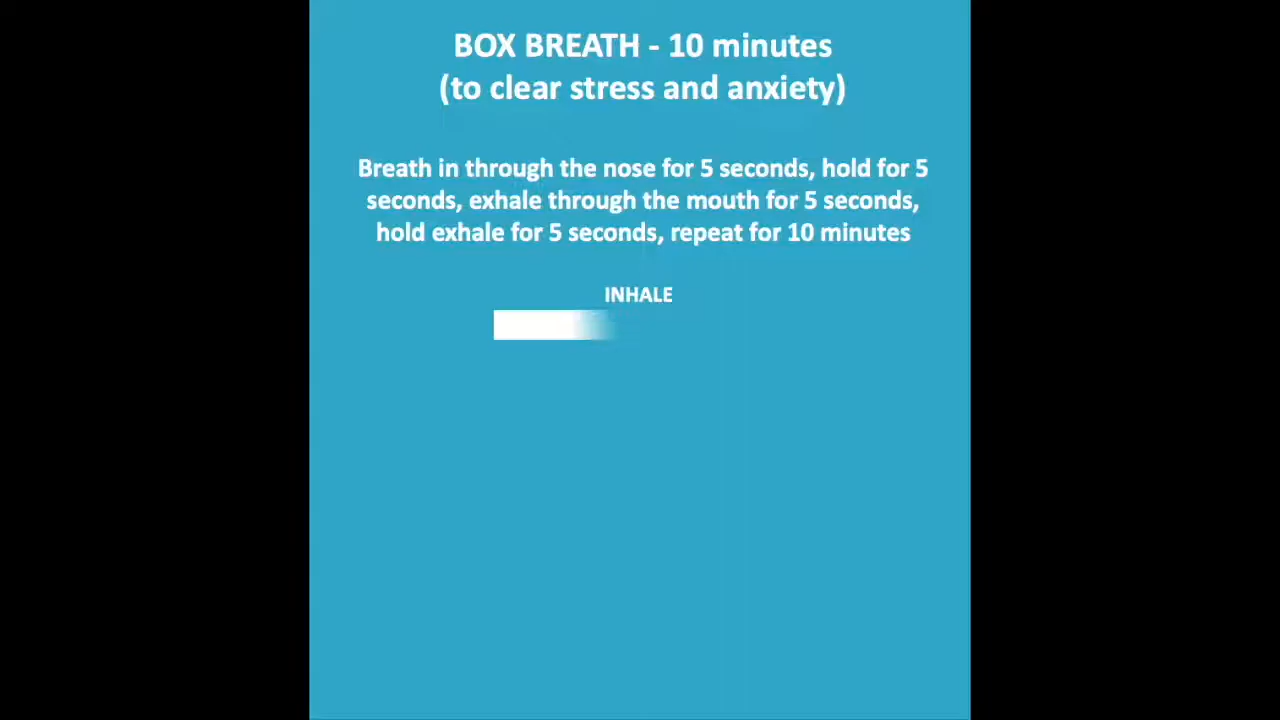 BOX BREATH - 10 minutes
(to clear stress and anxiety)
Breath in through the nose for 5 seconds, hold for 5
seconds, exhale through the mouth for 5 seconds,
hold exhale for 5 seconds, repeat for 10 minutes
INHALE